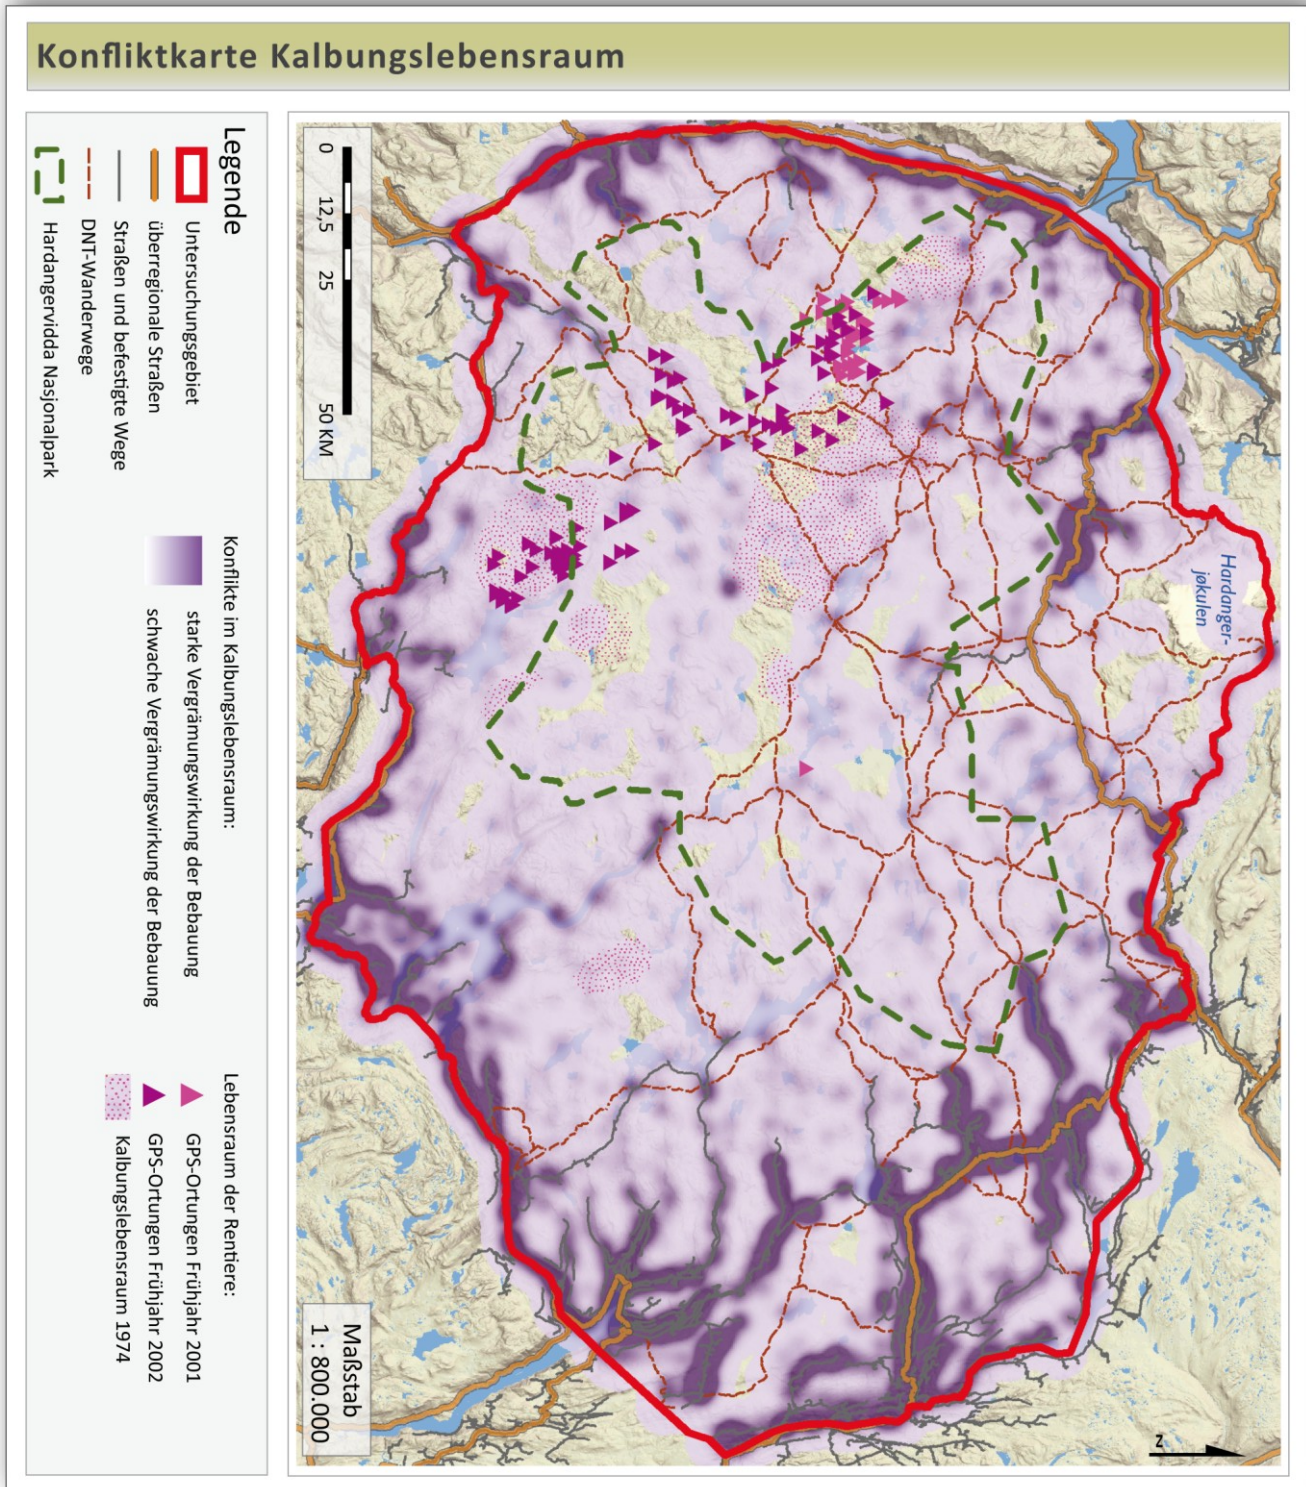 Konfliktkarte Kalbungslebensraum
Hardanger-
jøkulen
0 12,5 25 50 KM
Maßstab
1 : 800.000
N
Legende
Untersuchungsgebiet
überregionale Straßen
Straßen und befestigte Wege
DNT-Wanderwege
Hardangervidda Nasjonalpark
Konflikte im Kalbungslebensraum:
starke Vergrämungswirkung der Bebauung
schwache Vergrämungswirkung der Bebauung
Lebensraum der Rentiere:
GPS-Ortungen Frühjahr 2001
GPS-Ortungen Frühjahr 2002
Kalbungslebensraum 1974